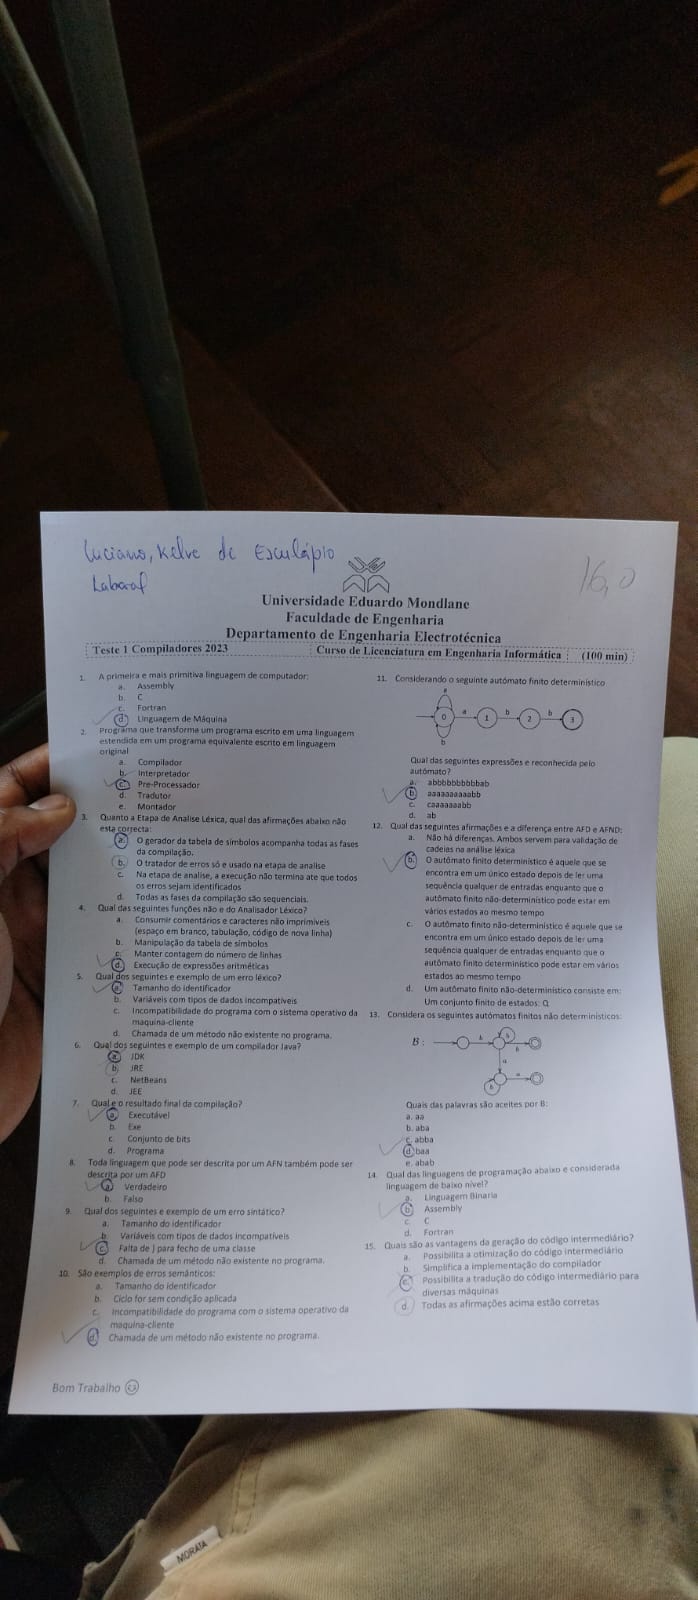 Luciano, Kelve de Esculápio
Laboral
16,0
Universidade Eduardo Mondlane
Faculdade de Engenharia
Departamento de Engenharia Electrotécnica
Teste 1 Compiladores 2023 Curso de Licenciatura em Engenharia Informática (100 min)
1. A primeira e mais primitiva linguagem de computador:
a. Assembly
b. C
c. Fortran
d. Linguagem de Máquina
2. Programa que transforma um programa escrito em uma linguagem
estendida em um programa equivalente escrito em linguagem
original
a. Compilador
b. Interpretador
c. Pre-Processador
d. Tradutor
e. Montador
3. Quanto a Etapa de Analise Léxica, qual das afirmações abaixo não
esta correcta:
a. O gerador da tabela de símbolos acompanha todas as fases
da compilação.
b. O tratador de erros só e usado na etapa de analise
c. Na etapa de analise, a execução não termina ate que todos
os erros sejam identificados
d. Todas as fases da compilação são sequenciais.
4. Qual das seguintes funções não e do Analisador Léxico?
a. Consumir comentários e caracteres não imprimíveis
(espaço em branco, tabulação, código de nova linha)
b. Manipulação da tabela de símbolos
c. Manter contagem do número de linhas
d. Execução de expressões aritméticas
5. Qual dos seguintes e exemplo de um erro léxico?
a. Tamanho do identificador
b. Variáveis com tipos de dados incompatíveis
c. Incompatibilidade do programa com o sistema operativo da
maquina-cliente
d. Chamada de um método não existente no programa.
6. Qual dos seguintes e exemplo de um compilador Java?
a. JDK
b. JRE
c. NetBeans
d. JEE
7. Qual e o resultado final da compilação?
a. Executável
b. Exe
c. Conjunto de bits
d. Programa
8. Toda linguagem que pode ser descrita por um AFN também pode ser
descrita por um AFD
a. Verdadeiro
b. Falso
9. Qual dos seguintes e exemplo de um erro sintático?
a. Tamanho do identificador
b. Variáveis com tipos de dados incompatíveis
c. Falta de } para fecho de uma classe
d. Chamada de um método não existente no programa.
10. São exemplos de erros semânticos:
a. Tamanho do identificador
b. Ciclo for sem condição aplicada
c. Incompatibilidade do programa com o sistema operativo da
maquina-cliente
d. Chamada de um método não existente no programa.
Bom Trabalho
11. Considerando o seguinte autómato finito determinístico
a
0 a 1 b 2 b 3
b
Qual das seguintes expressões e reconhecida pelo
autômato?
a. abbbbbbbbbbab
b. aaaaaaaaaabb
c. caaaaaaabb
d. ab
12. Qual das seguintes afirmações e a diferença entre AFD e AFND:
a. Não há diferenças. Ambos servem para validação de
cadeias na análise léxica
b. O autômato finito determinístico é aquele que se
encontra em um único estado depois de ler uma
sequência qualquer de entradas enquanto que o
autômato finito não-determinístico pode estar em
vários estados ao mesmo tempo
c. O autômato finito não-determinístico é aquele que se
encontra em um único estado depois de ler uma
sequência qualquer de entradas enquanto que o
autômato finito determinístico pode estar em vários
estados ao mesmo tempo
d. Um autômato finito não-determinístico consiste em:
Um conjunto finito de estados: Q
13. Considera os seguintes autómatos finitos não determinísticos:
B : b b b
a
b a
Quais das palavras são aceites por B:
a. aa
b. aba
c. abba
d. baa
e. abab
14. Qual das linguagens de programação abaixo e considerada
linguagem de baixo nível?
a. Linguagem Binaria
b. Assembly
c. C
d. Fortran
15. Quais são as vantagens da geração do código intermediário?
a. Possibilita a otimização do código intermediário
b. Simplifica a implementação do compilador
c. Possibilita a tradução do código intermediário para
diversas máquinas
d. Todas as afirmações acima estão corretas
MORATA